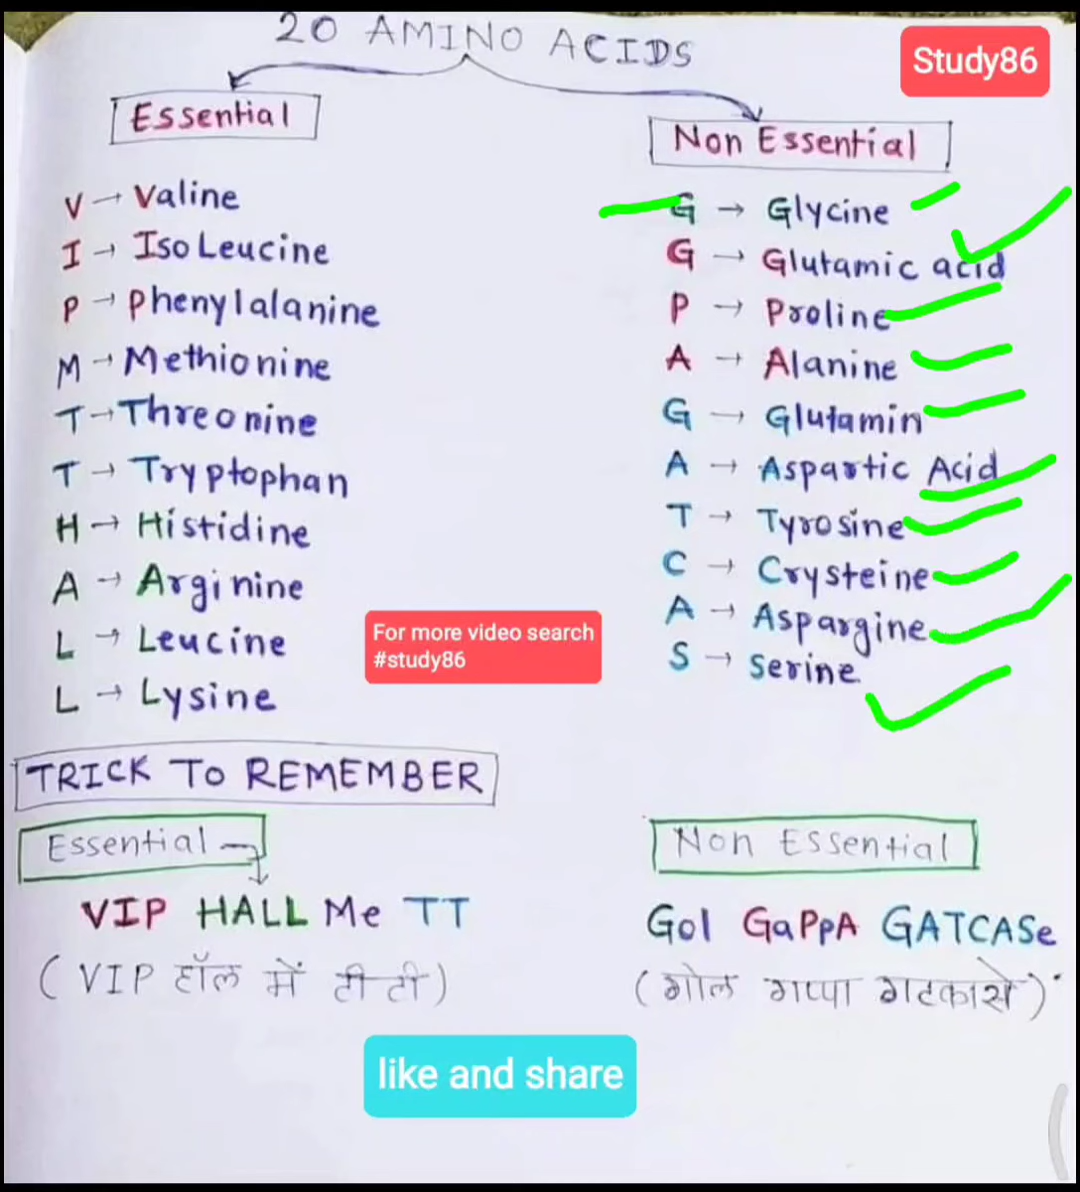 20 AMINO ACIDS
Study86
Essential
Non Essential
V → Valine
I → IsoLeucine
P → Phenylalanine
M → Methionine
T → Threonine
T → Tryptophan
H → Histidine
A → Arginine
L → Leucine
L → Lysine
G → Glycine
G → Glutamic acid
P → Proline
A → Alanine
G → Glutamin
A → Aspartic Acid
T → Tyrosine
C → Crysteine
A → Aspargine
S → Serine
For more video search
#study86
TRICK TO REMEMBER
Essential →
VIP HALL Me TT
(VIP हॉल में टी टी)
Non Essential
Gol GaPpA GATCASe
(गोल गप्पा गटकासे)
like and share